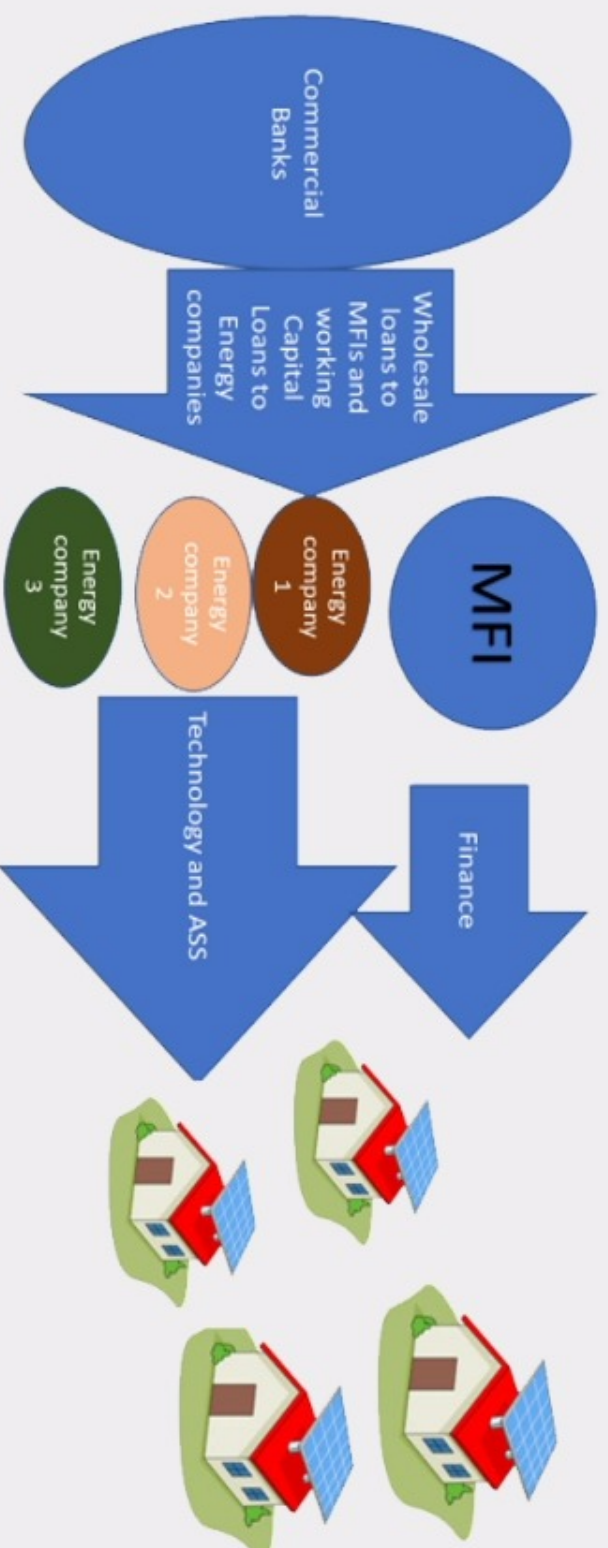 Commercial
Banks
Wholesale
loans to
MFIs and
working
Capital
Loans to
Energy
companies
MFI
Energy
company
1
Energy
company
2
Energy
company
3
Finance
Technology and ASS